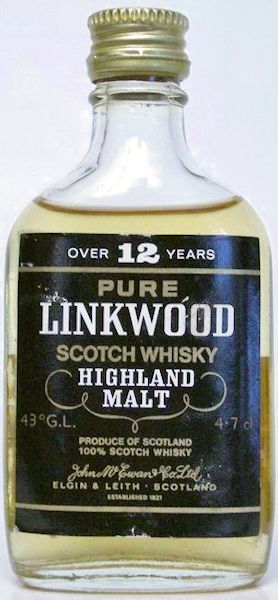 OVER 12 YEARS
PURE
LINKWOOD
SCOTCH WHISKY
HIGHLAND
MALT
43° G.L. 4·7 cl
PRODUCE OF SCOTLAND
100% SCOTCH WHISKY
John McEwan & Co. Ltd.
ELGIN & LEITH · SCOTLAND
ESTABLISHED 1821